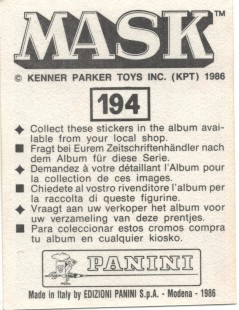 MASK™
© KENNER PARKER TOYS INC. (KPT) 1986
194
◆ Collect these stickers in the album avai-
lable from your local shop.
■ Fragt bei Eurem Zeitschriftenhändler nach
dem Album für diese Serie.
◆ Demandez à votre détaillant l'Album pour
la collection de ces images.
■ Chiedete al vostro rivenditore l'album per
la raccolta di queste figurine.
◆ Vraagt aan uw verkoper het album voor
uw verzameling van deze prentjes.
■ Para coleccionar estos cromos compra
tu album en cualquier kiosko.
PANINI
Made in Italy by EDIZIONI PANINI S.p.A. - Modena - 1986